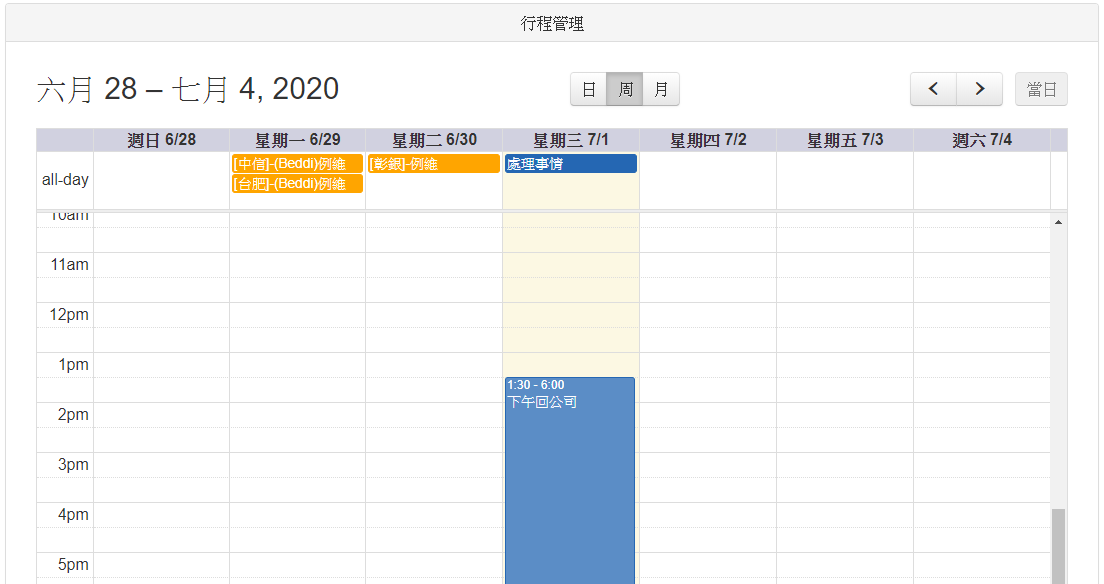 行程管理
六月 28 – 七月 4, 2020
日 周 月
當日
週日 6/28 星期一 6/29 星期二 6/30 星期三 7/1 星期四 7/2 星期五 7/3 週六 7/4
all-day
[中信]-(Beddi)例維 [彰銀]-例維 處理事情
[台肥]-(Beddi)例維
10am
11am
12pm
1pm
1:30 - 6:00
下午回公司
2pm
3pm
4pm
5pm